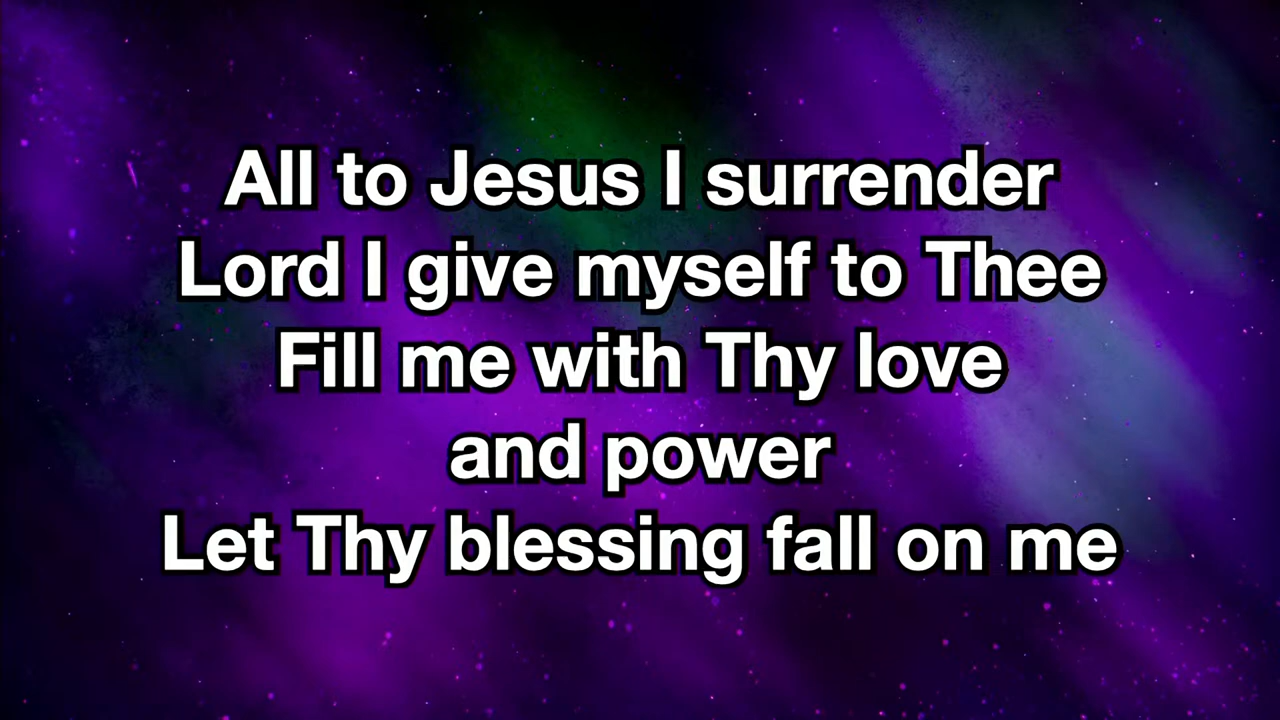 All to Jesus I surrender
Lord I give myself to Thee
Fill me with Thy love
and power
Let Thy blessing fall on me